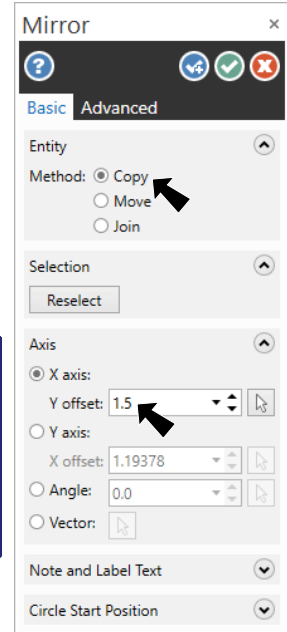 Mirror ×
Basic Advanced
Entity
Method: Copy
Move
Join
Selection
Reselect
Axis
X axis:
Y offset: 1.5
Y axis:
X offset: 1.19378
Angle: 0.0
Vector:
Note and Label Text
Circle Start Position